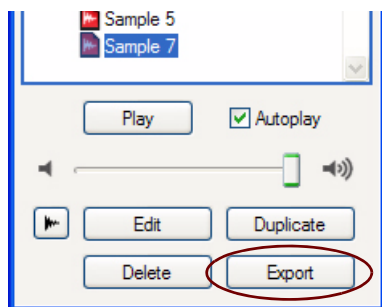 Sample 5
Sample 7
Play Autoplay
Edit Duplicate
Delete Export